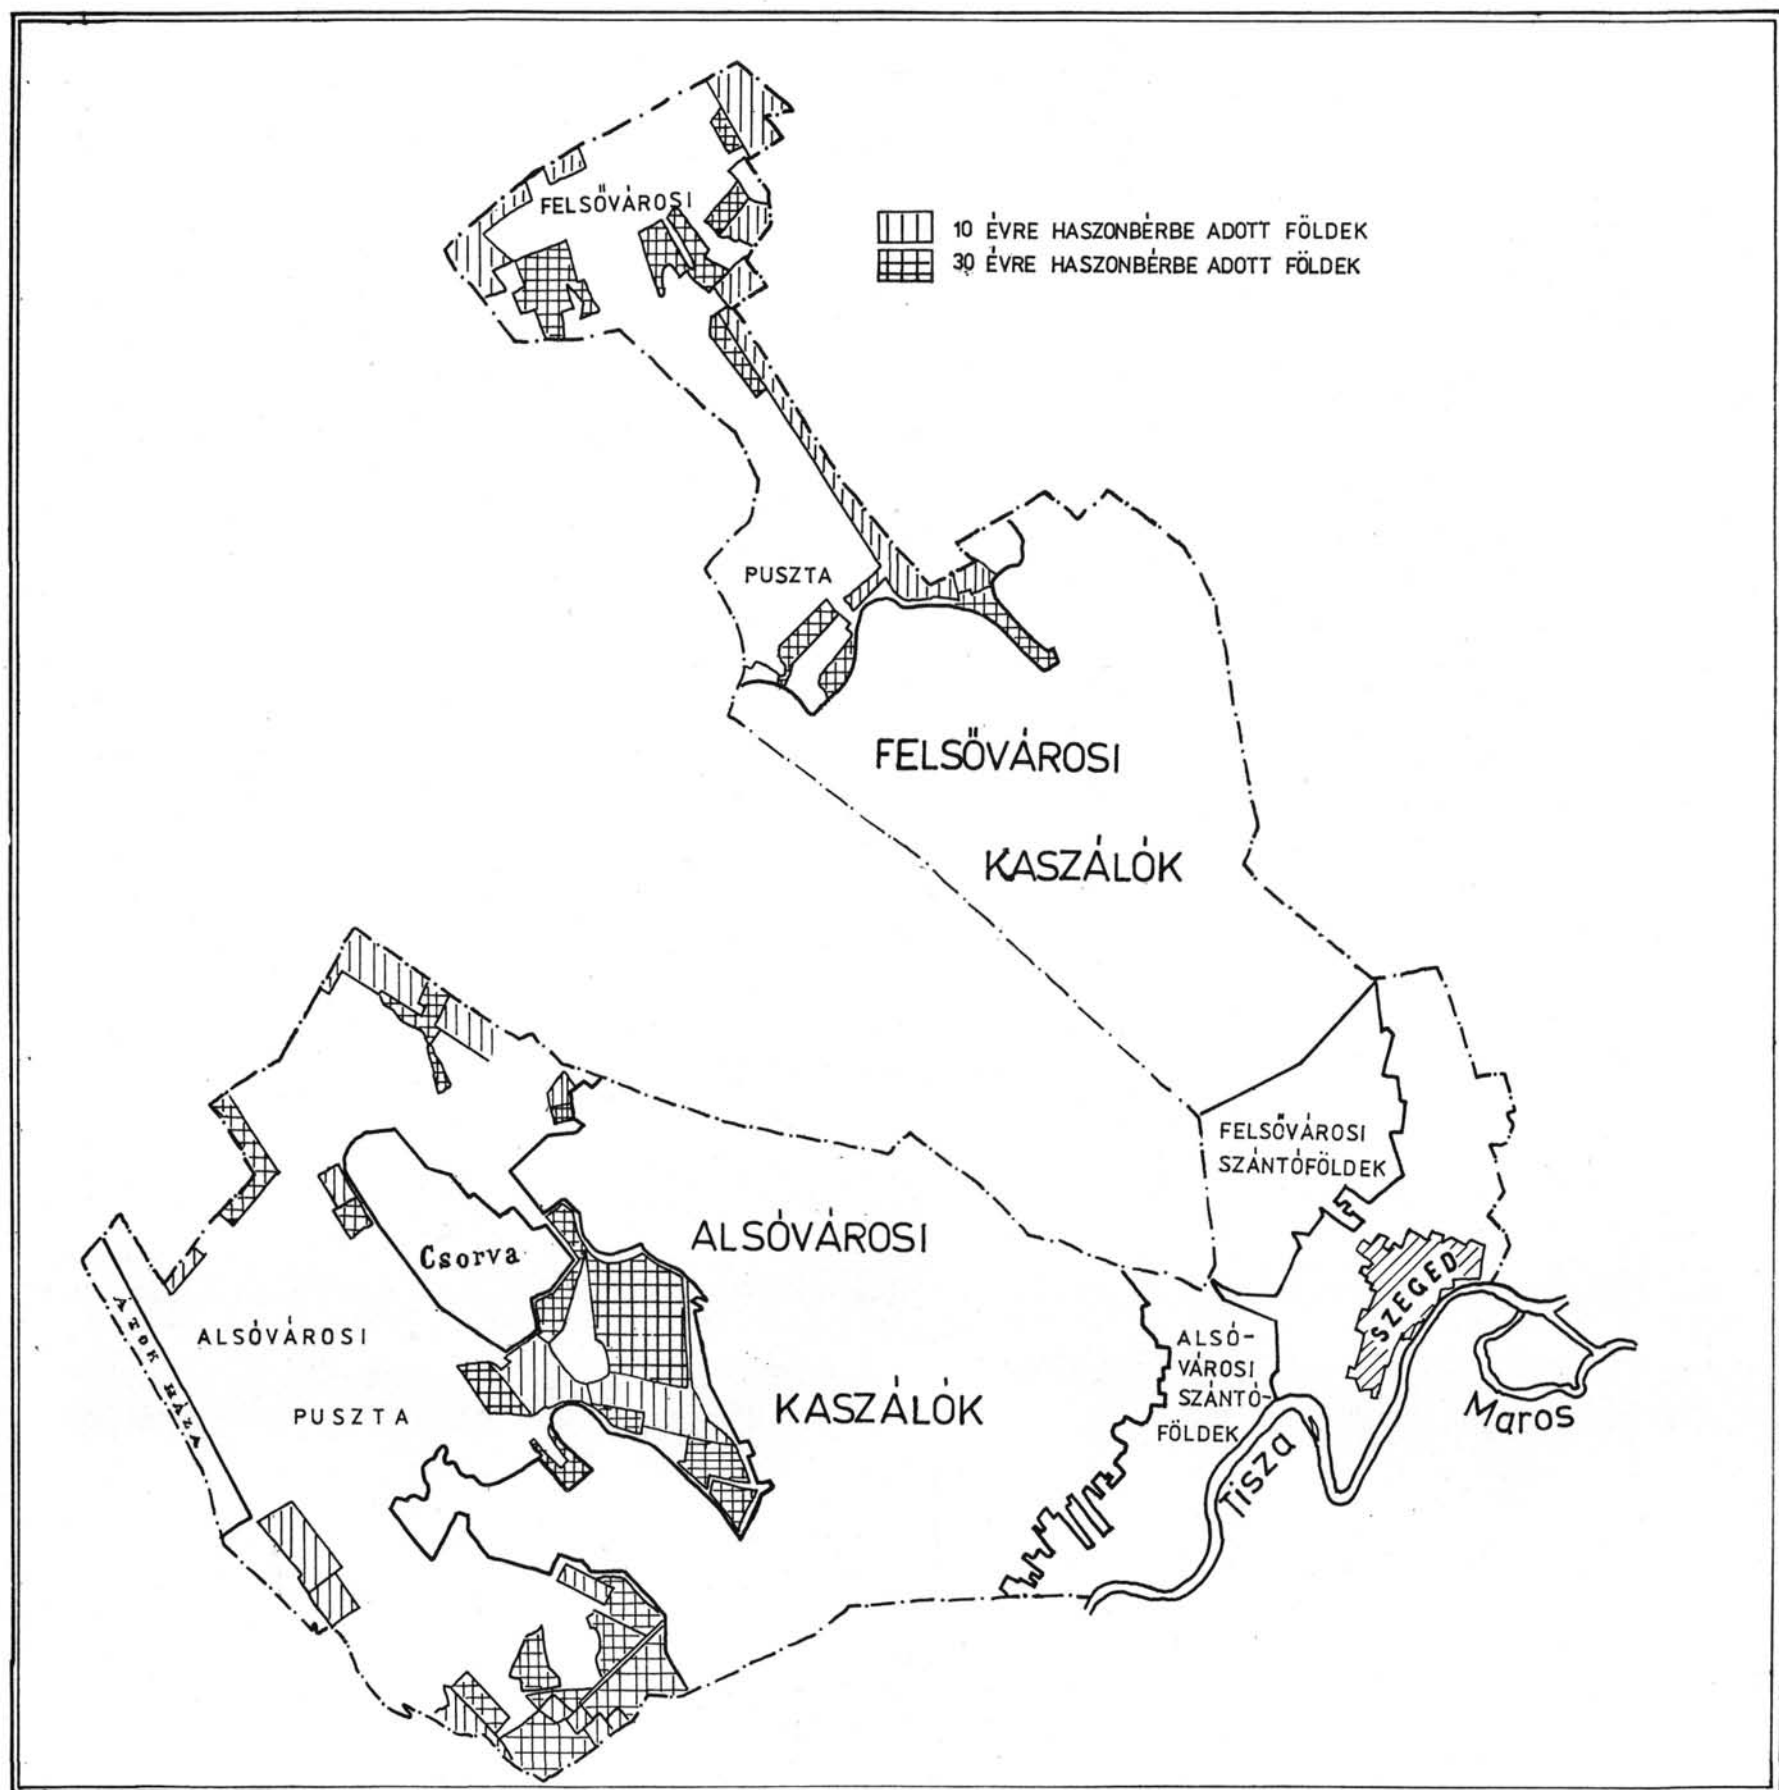 FELSŐVÁROSI
10 ÉVRE HASZONBÉRBE ADOTT FÖLDEK
30 ÉVRE HASZONBÉRBE ADOTT FÖLDEK
PUSZTA
FELSŐVÁROSI
KASZÁLÓK
FELSŐVÁROSI
SZÁNTÓFÖLDEK
ALSÓVÁROSI
KASZÁLÓK
Csorva
SZEGED
ÁTOK HÁZA
ALSÓVÁROSI
PUSZTA
ALSÓ-
VÁROSI
SZÁNTÓ-
FÖLDEK
Maros
Tisza